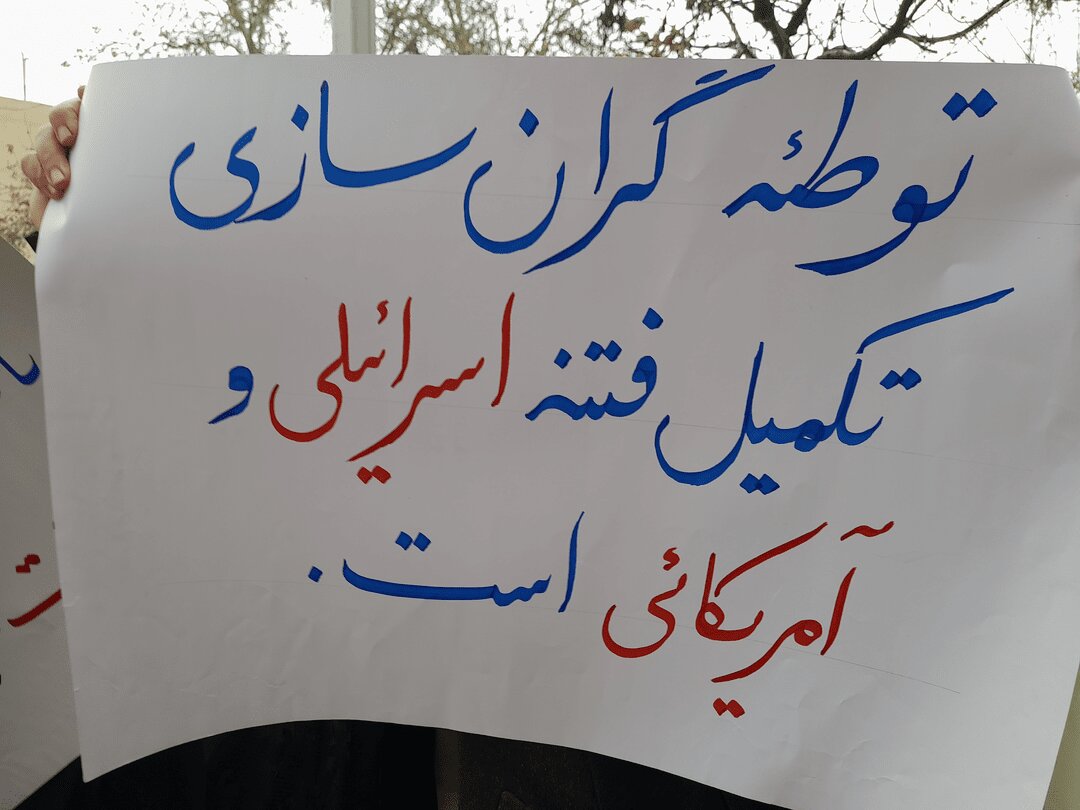 توطئه گران سازی
تکمیل فتنه اسرائیلی و
آمریکائی است.